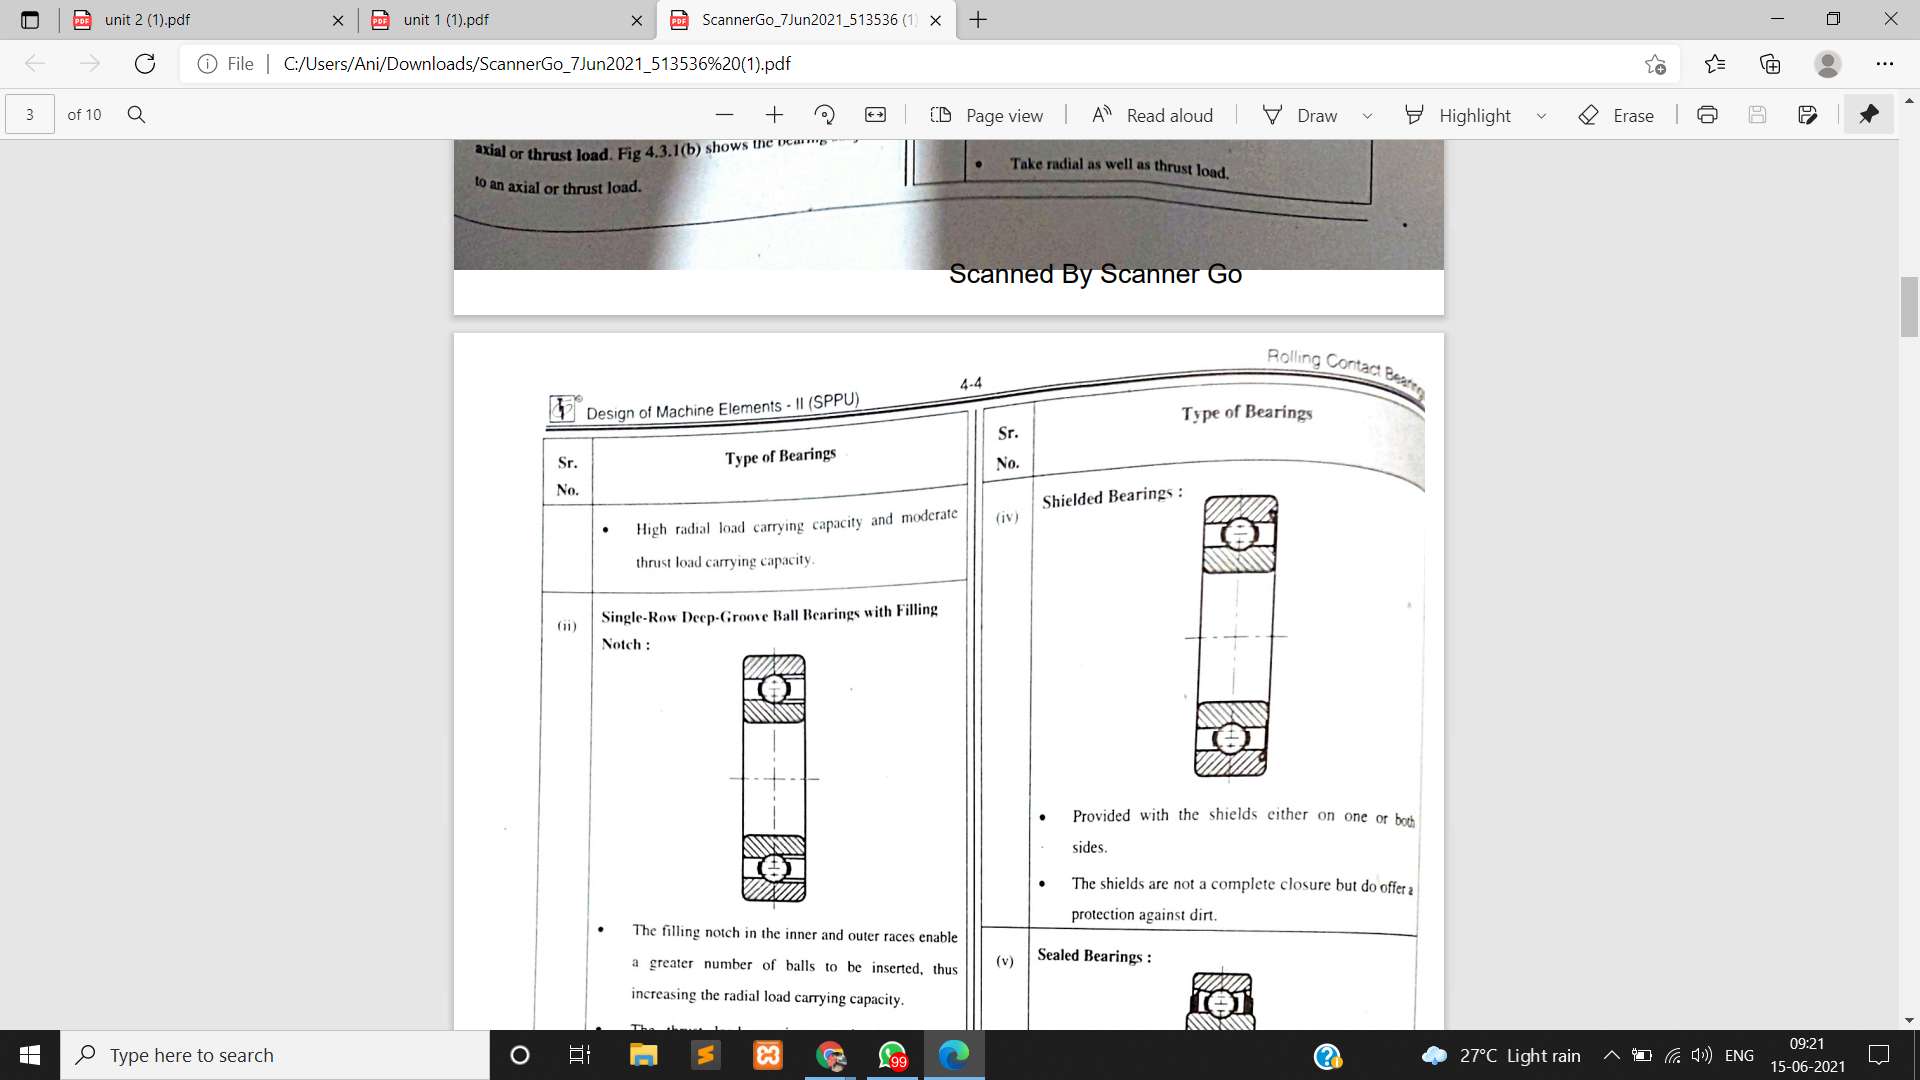 unit 2 (1).pdf
unit 1 (1).pdf
ScannerGo_7Jun2021_513536 (1)
File
C:/Users/Ani/Downloads/ScannerGo_7Jun2021_513536%20(1).pdf
3 of 10
Page view
Read aloud
Draw
Highlight
Erase
axial or thrust load. Fig 4.3.1(b) shows the
to an axial or thrust load.
• Take radial as well as thrust load.
Scanned By Scanner Go
Design of Machine Elements - II (SPPU)
4-4
Rolling Contact Bearing
Sr. No.
Type of Bearings
• High radial load carrying capacity and moderate
thrust load carrying capacity.
(ii) Single-Row Deep-Groove Ball Bearings with Filling
Notch :
• The filling notch in the inner and outer races enable
a greater number of balls to be inserted, thus
increasing the radial load carrying capacity.
Sr. No.
Type of Bearings
(iv) Shielded Bearings :
• Provided with the shields either on one or both
sides.
• The shields are not a complete closure but do offer a
protection against dirt.
(v) Sealed Bearings :
Type here to search
99
27°C Light rain
ENG
09:21
15-06-2021